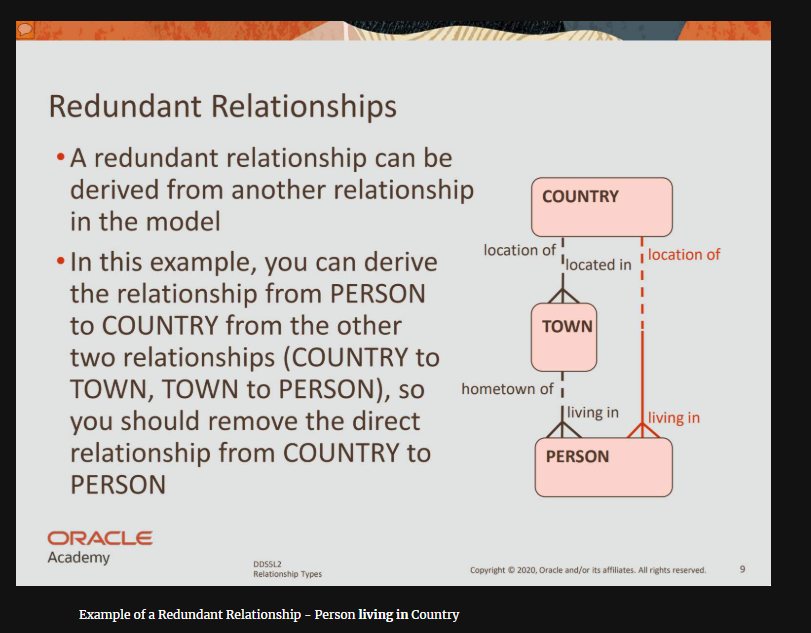 Redundant Relationships
• A redundant relationship can be
derived from another relationship
in the model
• In this example, you can derive
the relationship from PERSON
to COUNTRY from the other
two relationships (COUNTRY to
TOWN, TOWN to PERSON), so
you should remove the direct
relationship from COUNTRY to
PERSON
COUNTRY
location of
located in
location of
TOWN
hometown of
living in
living in
PERSON
ORACLE
Academy
DDS5L2
Relationship Types
Copyright © 2020, Oracle and/or its affiliates. All rights reserved.
9
Example of a Redundant Relationship – Person living in Country